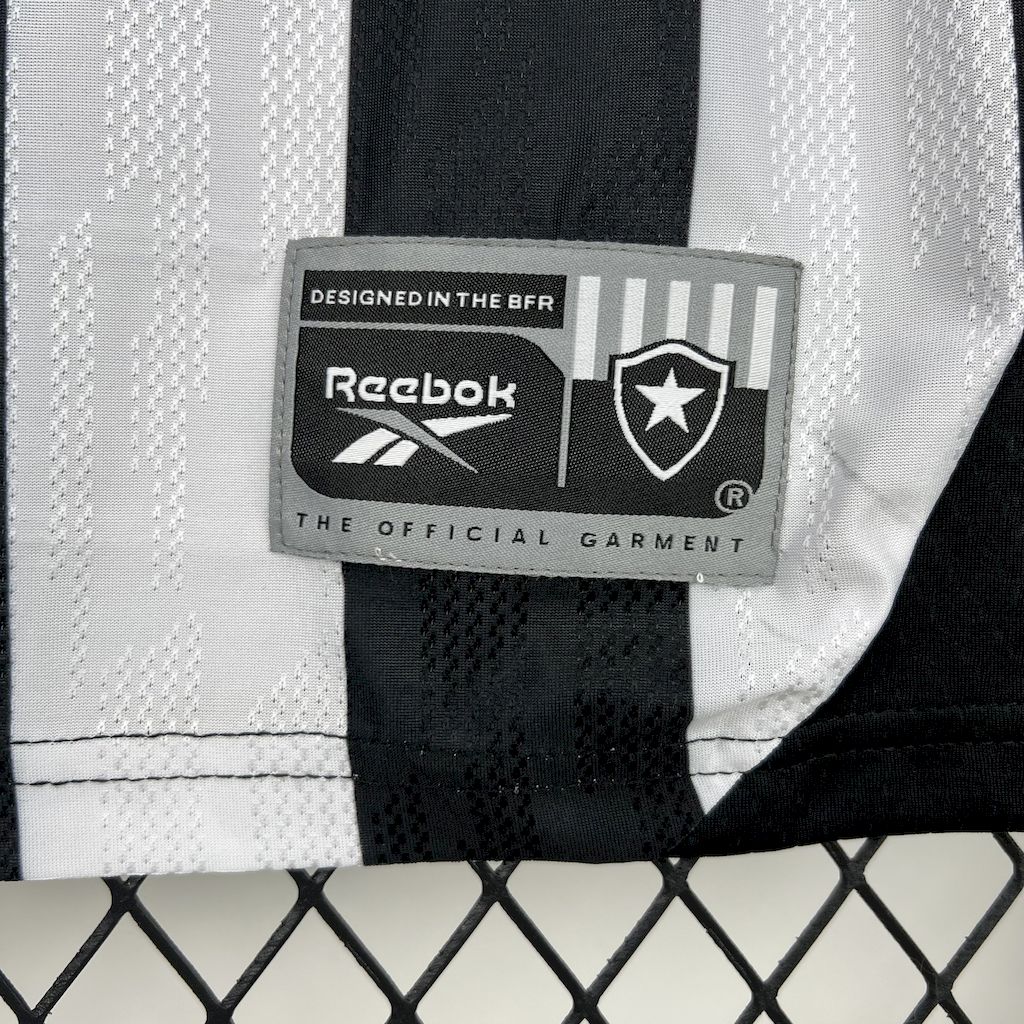 DESIGNED IN THE BFR
Reebok
®
THE OFFICIAL GARMENT